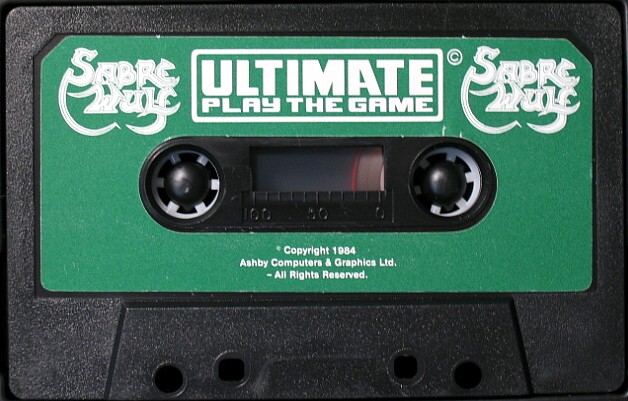 SABRE
WULF
ULTIMATE
PLAY THE GAME
©
SABRE
WULF
100 50 0
© Copyright 1984
Ashby Computers & Graphics Ltd.
– All Rights Reserved.